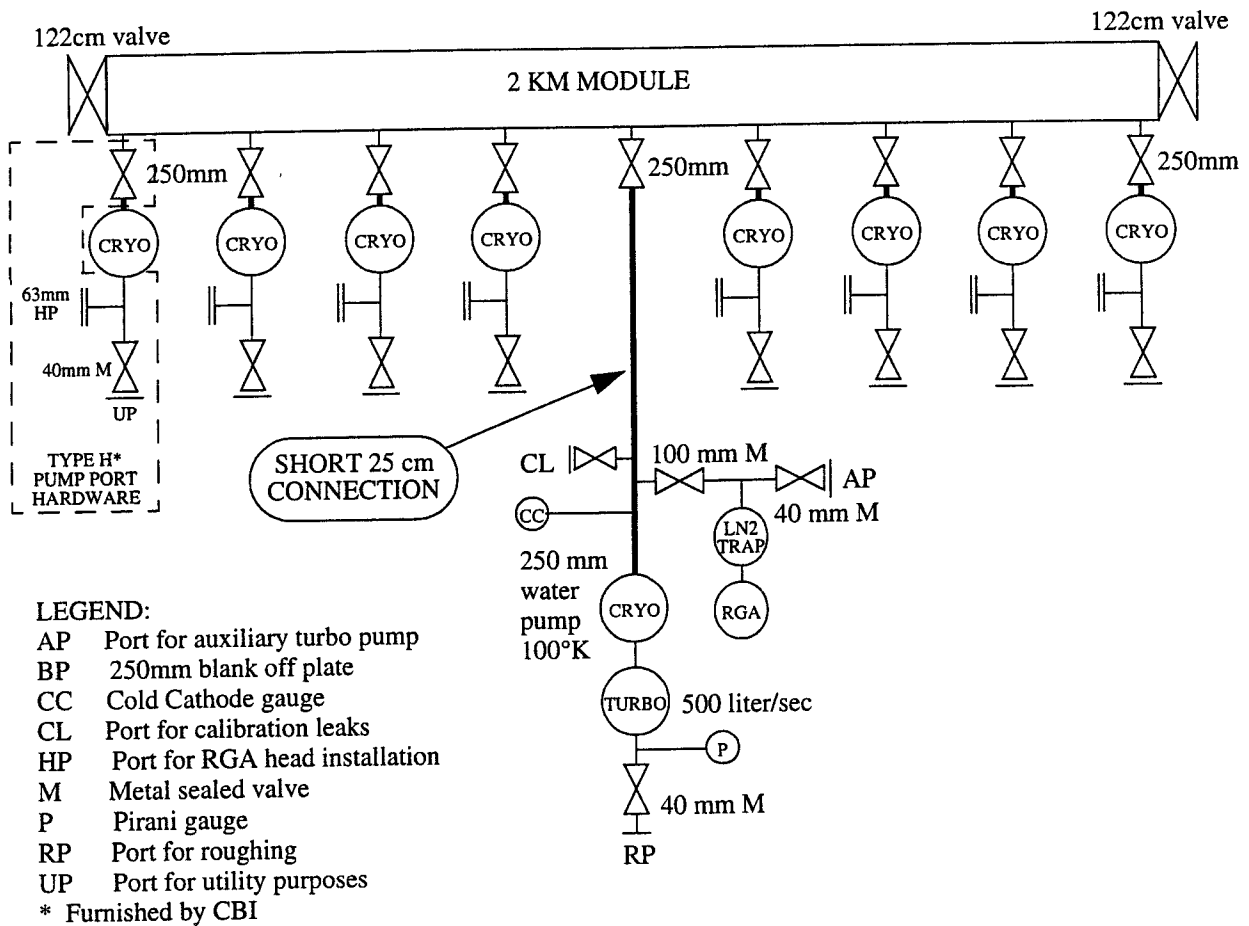 122cm valve
122cm valve
2 KM MODULE
250mm
250mm
250mm
CRYO
CRYO
CRYO
CRYO
CRYO
CRYO
CRYO
CRYO
63mm
HP
40mm M
UP
TYPE H*
PUMP PORT
HARDWARE
SHORT 25 cm
CONNECTION
CL
100 mm M
AP
40 mm M
CC
LN2
TRAP
RGA
250 mm
water
pump
100°K
CRYO
TURBO
500 liter/sec
P
40 mm M
RP
LEGEND:
AP Port for auxiliary turbo pump
BP 250mm blank off plate
CC Cold Cathode gauge
CL Port for calibration leaks
HP Port for RGA head installation
M Metal sealed valve
P Pirani gauge
RP Port for roughing
UP Port for utility purposes
* Furnished by CBI